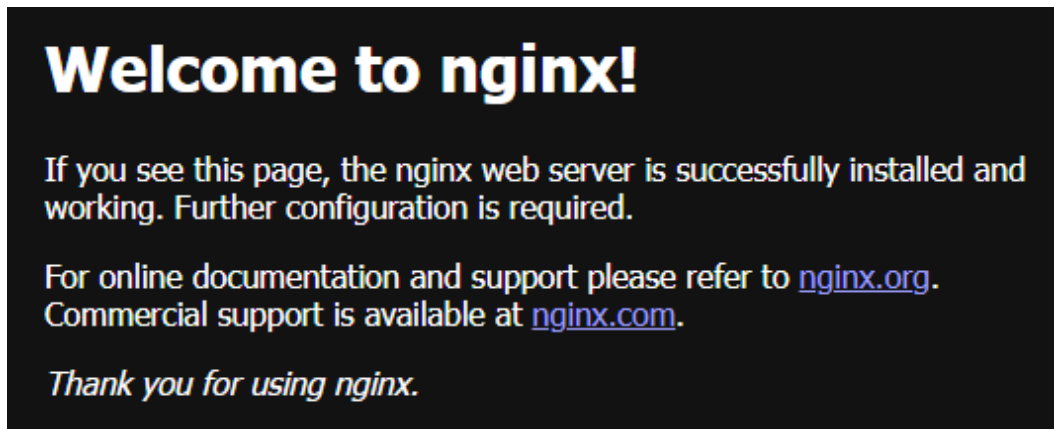 Welcome to nginx!
If you see this page, the nginx web server is successfully installed and
working. Further configuration is required.
For online documentation and support please refer to nginx.org.
Commercial support is available at nginx.com.
Thank you for using nginx.